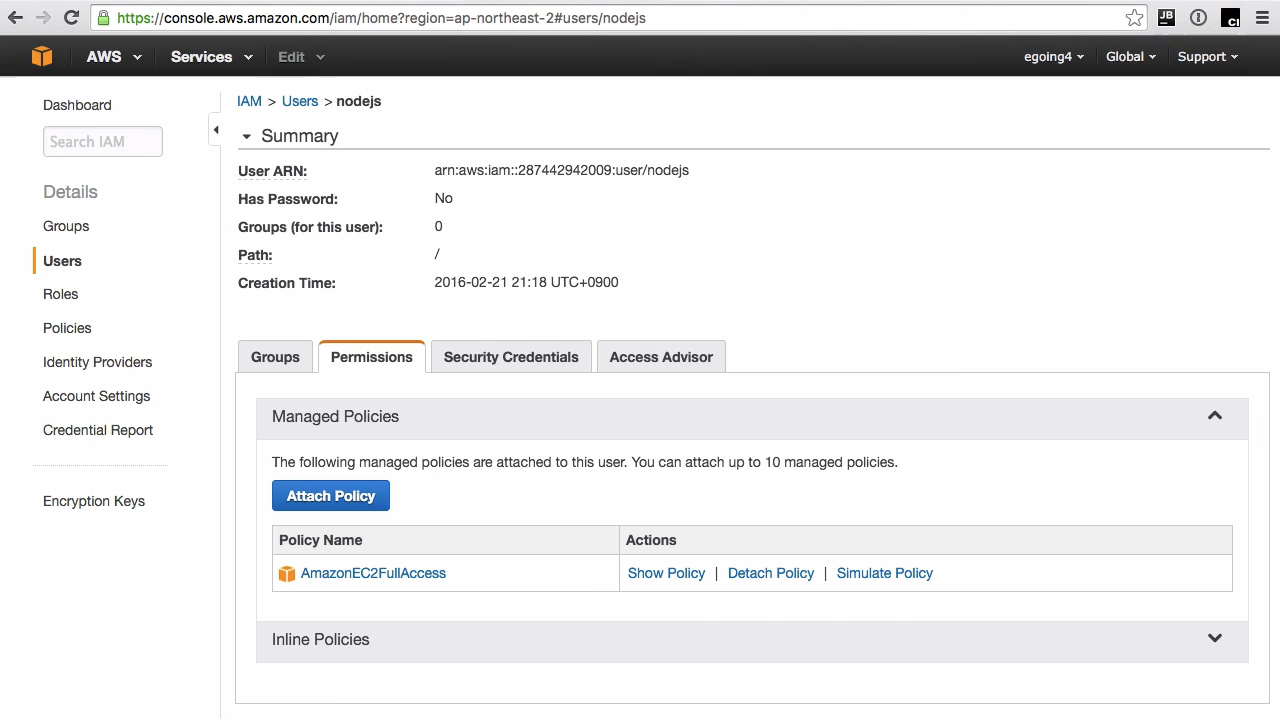 https://console.aws.amazon.com/iam/home?region=ap-northeast-2#users/nodejs
JB
CI
AWS Services Edit egoing4 Global Support
Dashboard
Search IAM
Details
Groups
Users
Roles
Policies
Identity Providers
Account Settings
Credential Report
Encryption Keys
IAM > Users > nodejs
Summary
User ARN: arn:aws:iam::287442942009:user/nodejs
Has Password: No
Groups (for this user): 0
Path: /
Creation Time: 2016-02-21 21:18 UTC+0900
Groups Permissions Security Credentials Access Advisor
Managed Policies
The following managed policies are attached to this user. You can attach up to 10 managed policies.
Attach Policy
Policy Name Actions
AmazonEC2FullAccess Show Policy | Detach Policy | Simulate Policy
Inline Policies